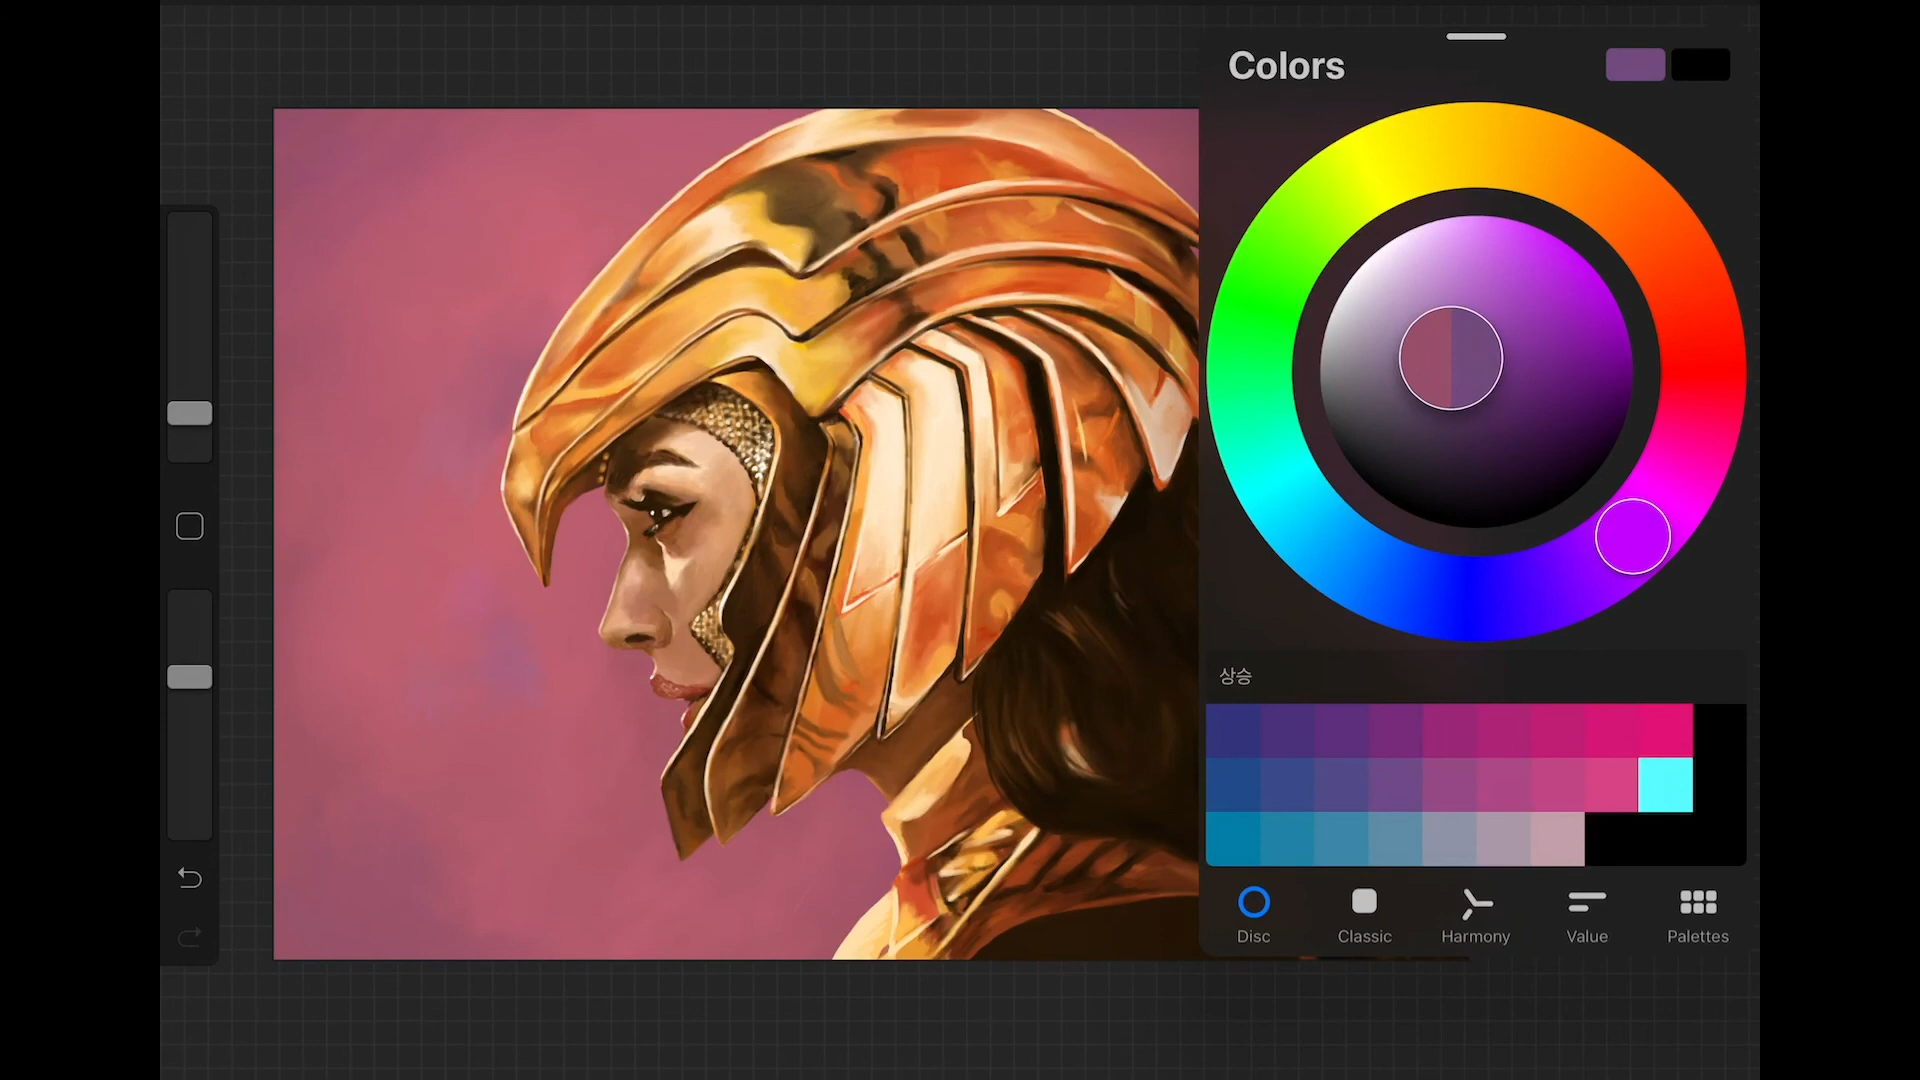 Colors
상승
Disc
Classic
Harmony
Value
Palettes